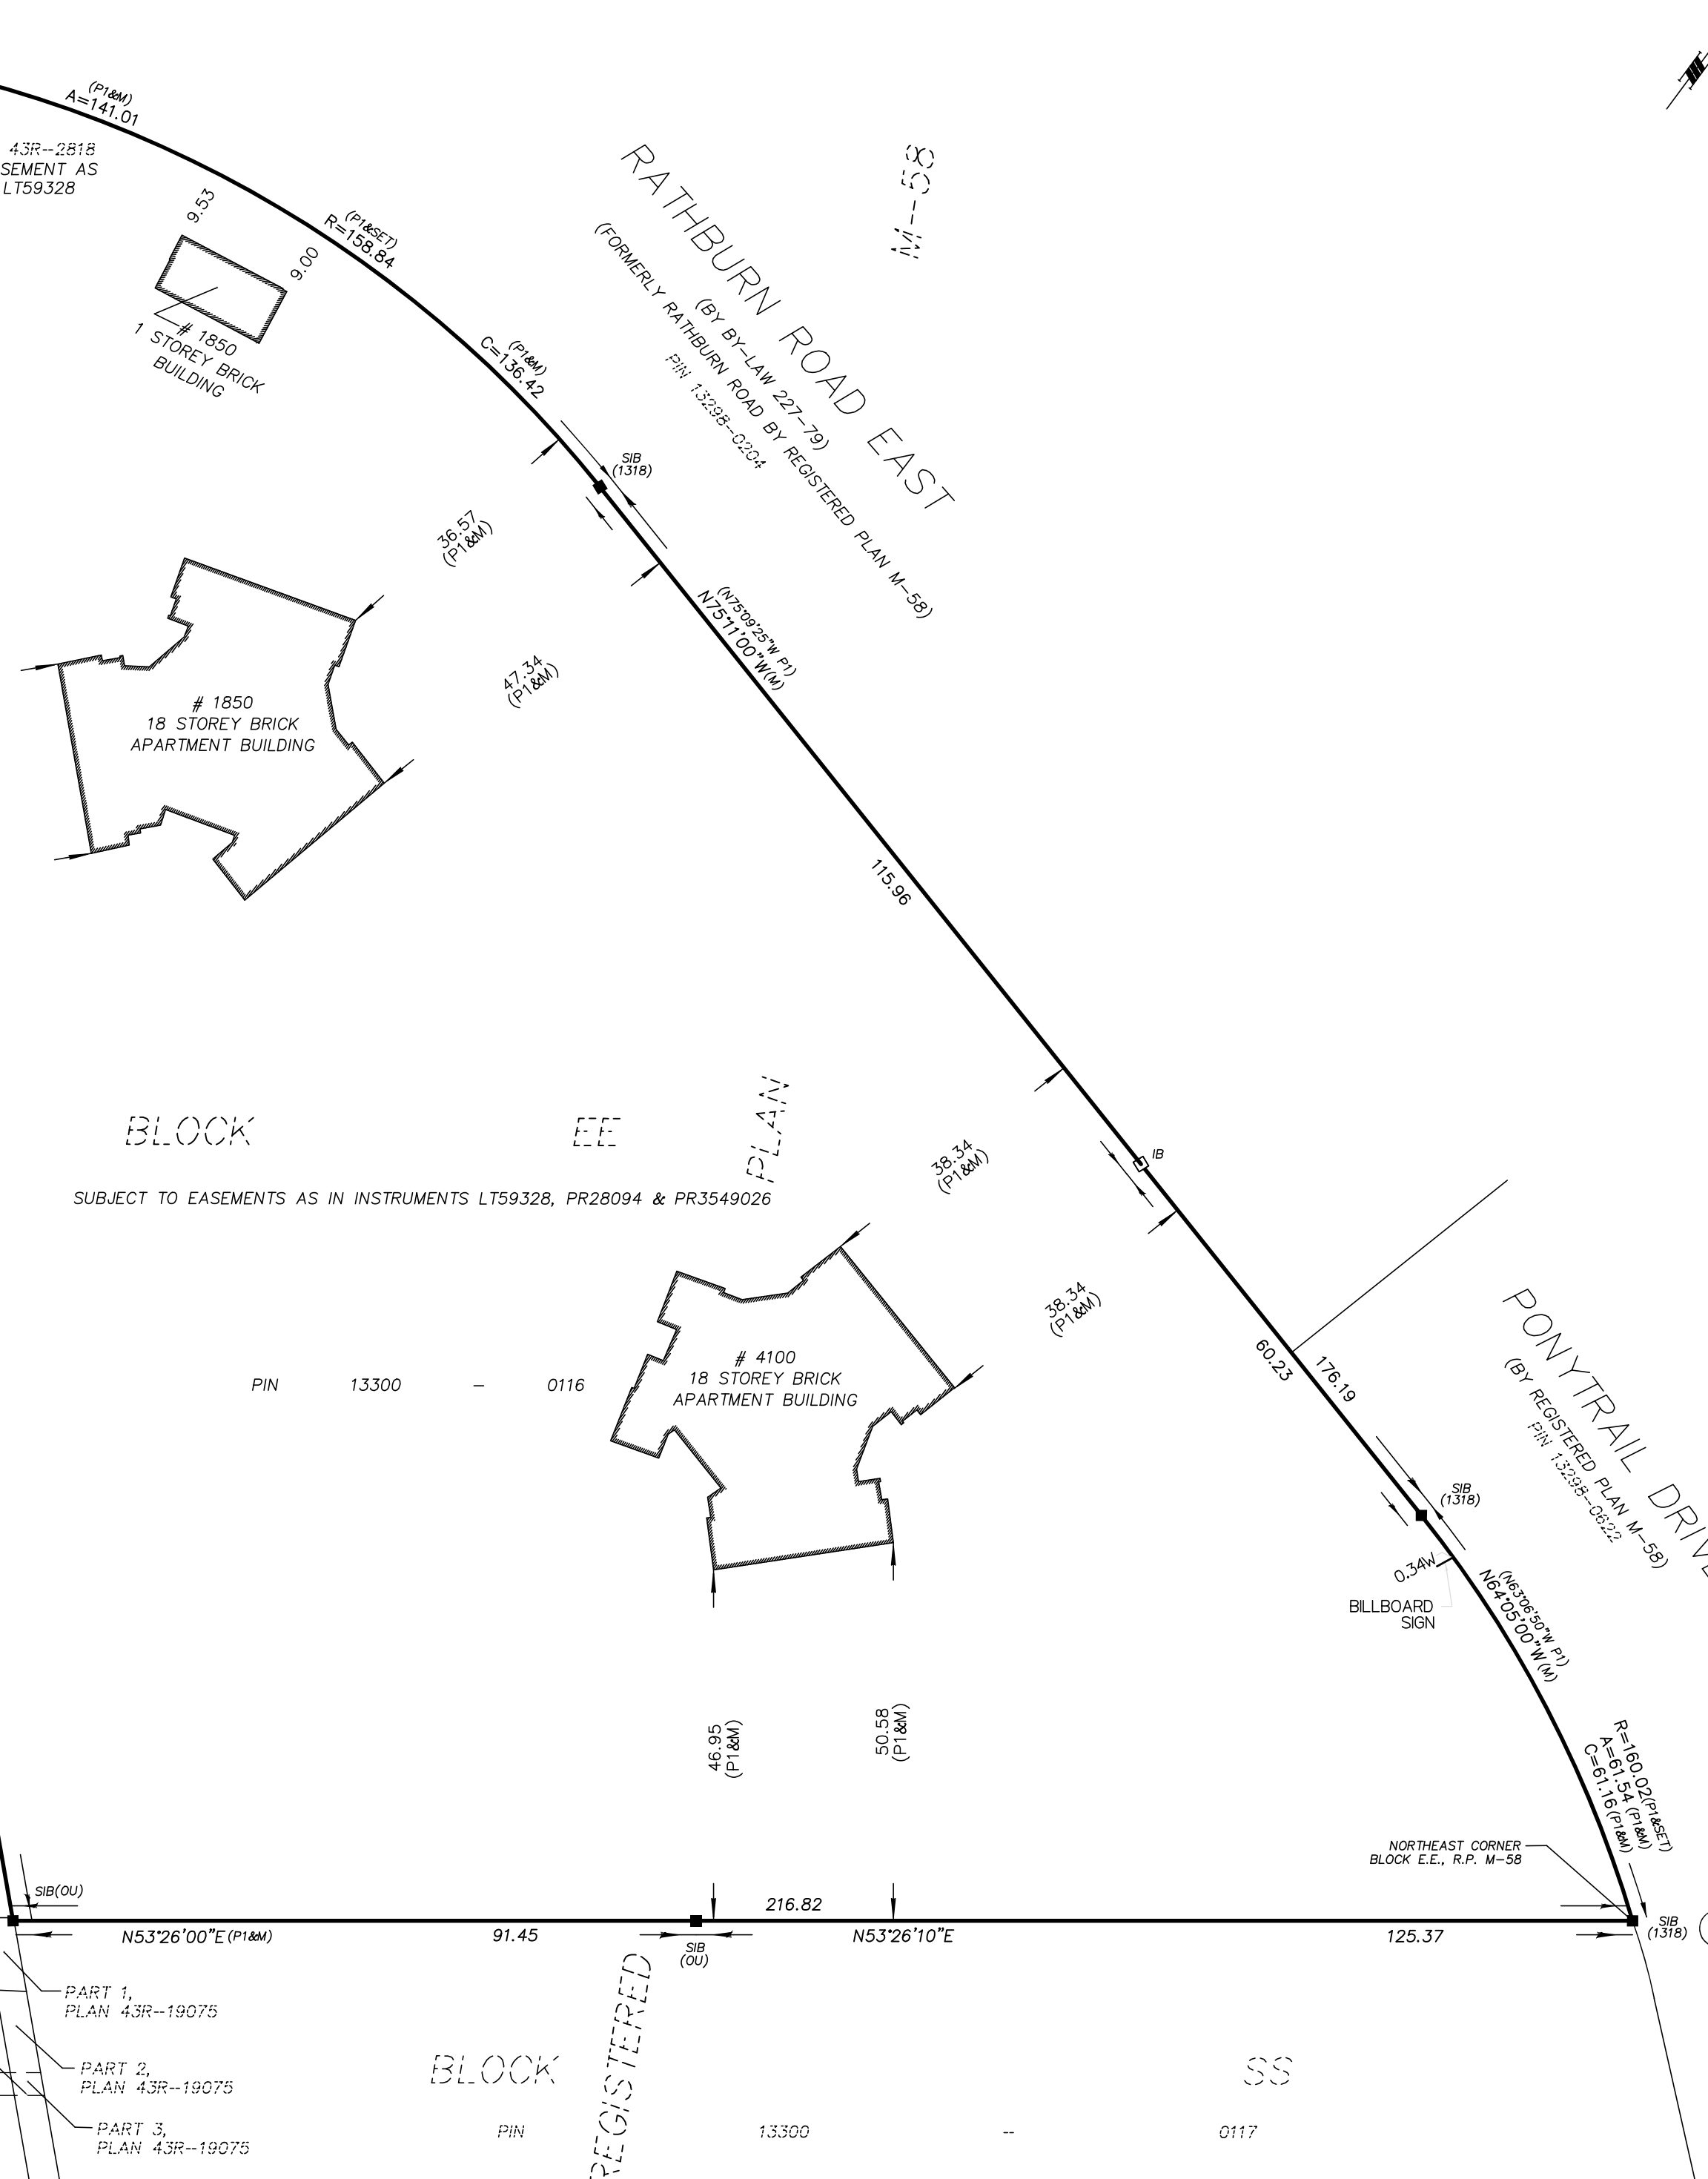 (P1&M)
A=141.01
43R--2818
SEMENT AS
LT59328
9.53
9.00
(P1&SET)
R=158.84
# 1850
1 STOREY BRICK
BUILDING
(P1&M)
C=136.42
RATHBURN ROAD EAST
(BY BY-LAW 227-79)
(FORMERLY RATHBURN ROAD BY REGISTERED PLAN M-58)
PIN 13298--0204
M--58
SIB
(1318)
36.57
(P1&M)
47.34
(P1&M)
(N75°09'25"W P1)
N75°11'00"W(M)
# 1850
18 STOREY BRICK
APARTMENT BUILDING
115.96
BLOCK EE
PLAN
SUBJECT TO EASEMENTS AS IN INSTRUMENTS LT59328, PR28094 & PR3549026
38.34
(P1&M)
IB
38.34
(P1&M)
PIN 13300 - 0116
# 4100
18 STOREY BRICK
APARTMENT BUILDING
60.23
176.19
PONYTRAIL DRIVE
(BY REGISTERED PLAN M-58)
PIN 13298--0622
SIB
(1318)
0.34W
BILLBOARD
SIGN
(N63°06'50"W P1)
N64°05'00"W(M)
46.95
(P1&M)
50.58
(P1&M)
R=160.02(P1&SET)
A=61.54 (P1&M)
C=61.16(P1&M)
NORTHEAST CORNER
BLOCK E.E., R.P. M-58
SIB(OU)
216.82
SIB
(1318)
N53°26'00"E(P1&M)
91.45
SIB
(OU)
N53°26'10"E
125.37
PART 1,
PLAN 43R--19075
PART 2,
PLAN 43R--19075
PART 3,
PLAN 43R--19075
REGISTERED
BLOCK SS
PIN 13300 -- 0117